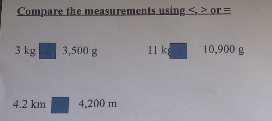 Compare the measurements using <, > or =
3 kg 3,500 g 11 kg 10,900 g
4.2 km 4,200 m